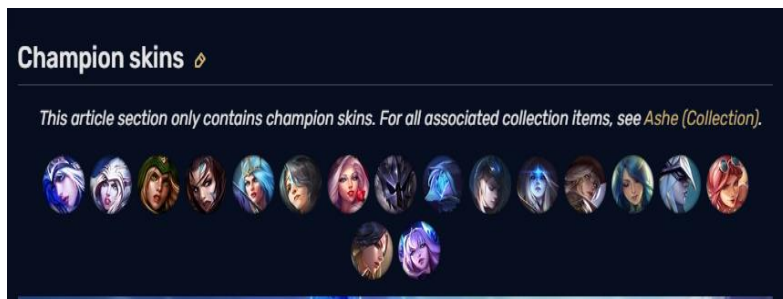 Champion skins
This article section only contains champion skins. For all associated collection items, see Ashe (Collection).